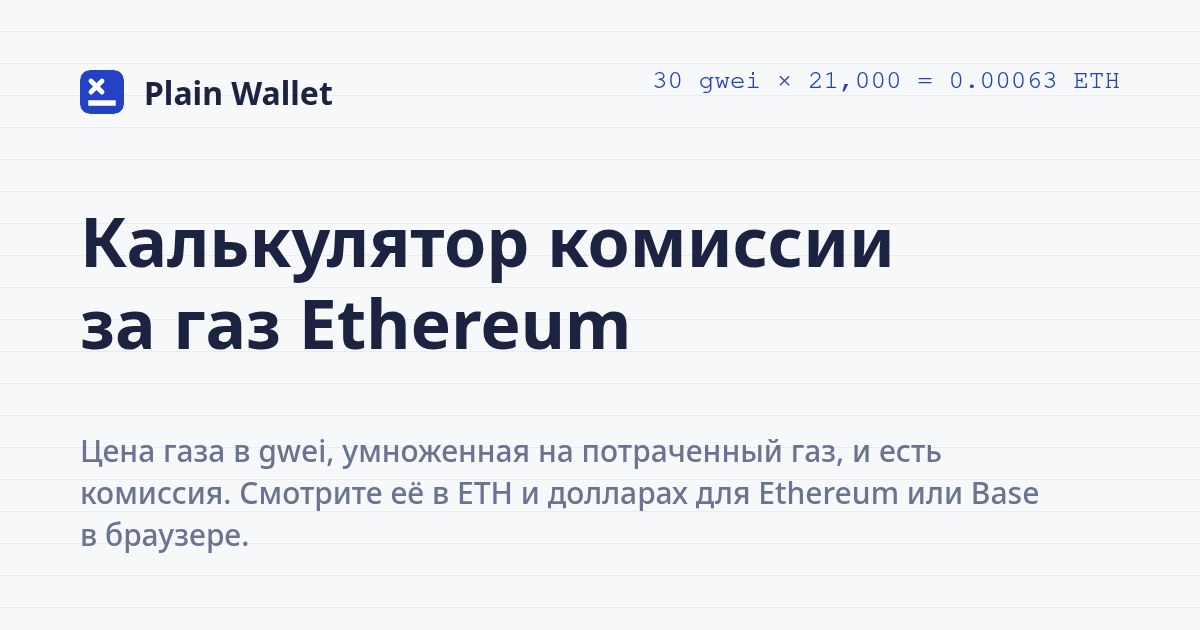 Plain Wallet
30 gwei × 21,000 = 0.00063 ETH
Калькулятор комиссии
за газ Ethereum
Цена газа в gwei, умноженная на потраченный газ, и есть
комиссия. Смотрите её в ETH и долларах для Ethereum или Base
в браузере.